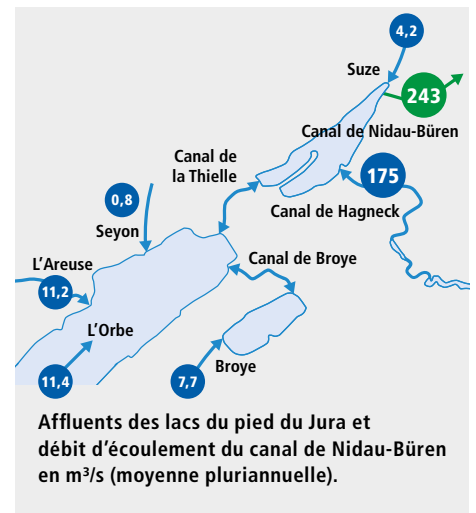 4,2
Suze
243
Canal de Nidau-Büren
Canal de
la Thielle
175
0,8
Canal de Hagneck
Seyon
Canal de Broye
L'Areuse
11,2
L'Orbe
11,4
7,7
Broye
Affluents des lacs du pied du Jura et
débit d'écoulement du canal de Nidau-Büren
en m³/s (moyenne pluriannuelle).